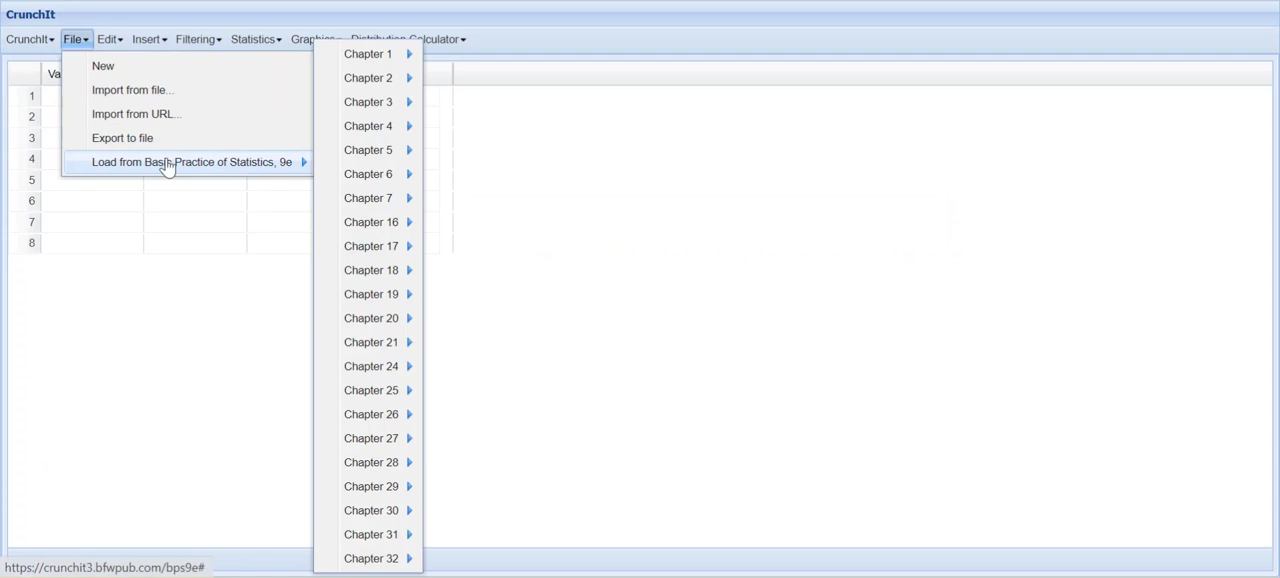 CrunchIt
CrunchIt File Edit Insert Filtering Statistics Graphics Distribution Calculator
Va
New
Import from file...
Import from URL...
Export to file
Load from Basic Practice of Statistics, 9e
1
2
3
4
5
6
7
8
Chapter 1
Chapter 2
Chapter 3
Chapter 4
Chapter 5
Chapter 6
Chapter 7
Chapter 16
Chapter 17
Chapter 18
Chapter 19
Chapter 20
Chapter 21
Chapter 24
Chapter 25
Chapter 26
Chapter 27
Chapter 28
Chapter 29
Chapter 30
Chapter 31
Chapter 32
https://crunchit3.bfwpub.com/bps9e#